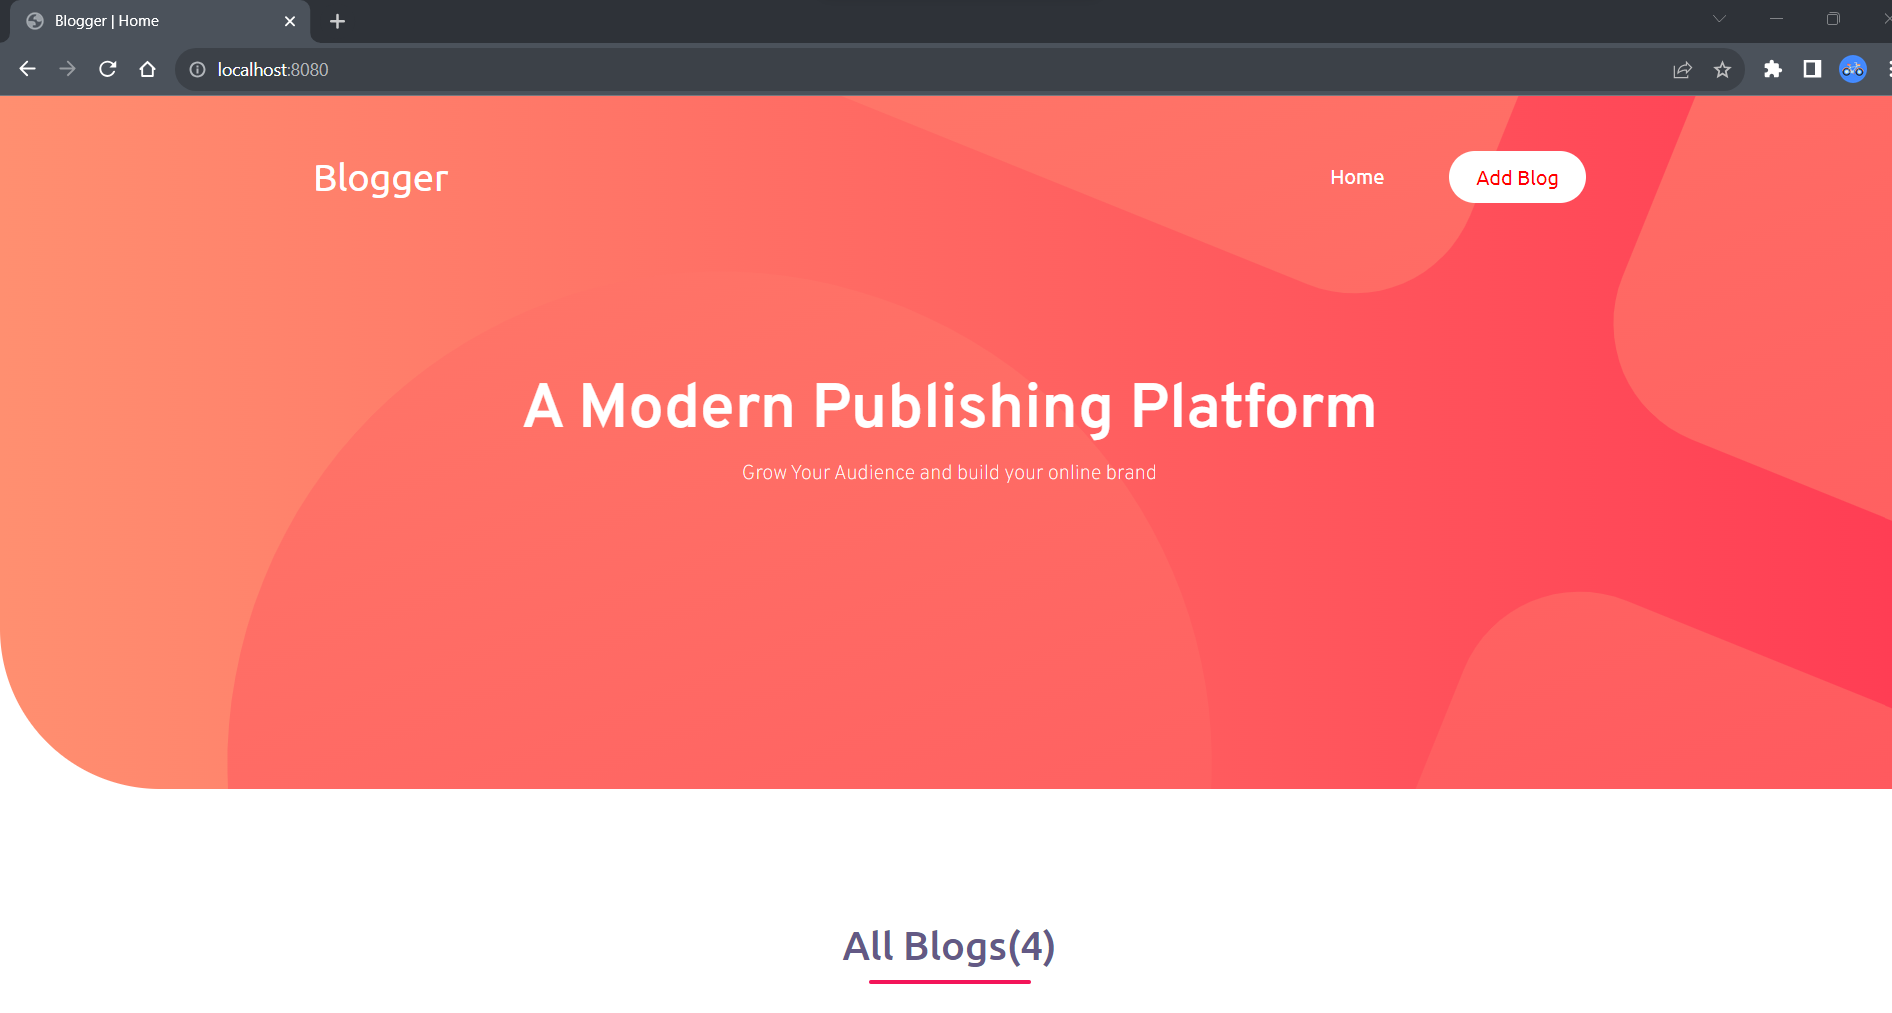 Blogger | Home
localhost:8080
Blogger
Home
Add Blog
A Modern Publishing Platform
Grow Your Audience and build your online brand
All Blogs(4)